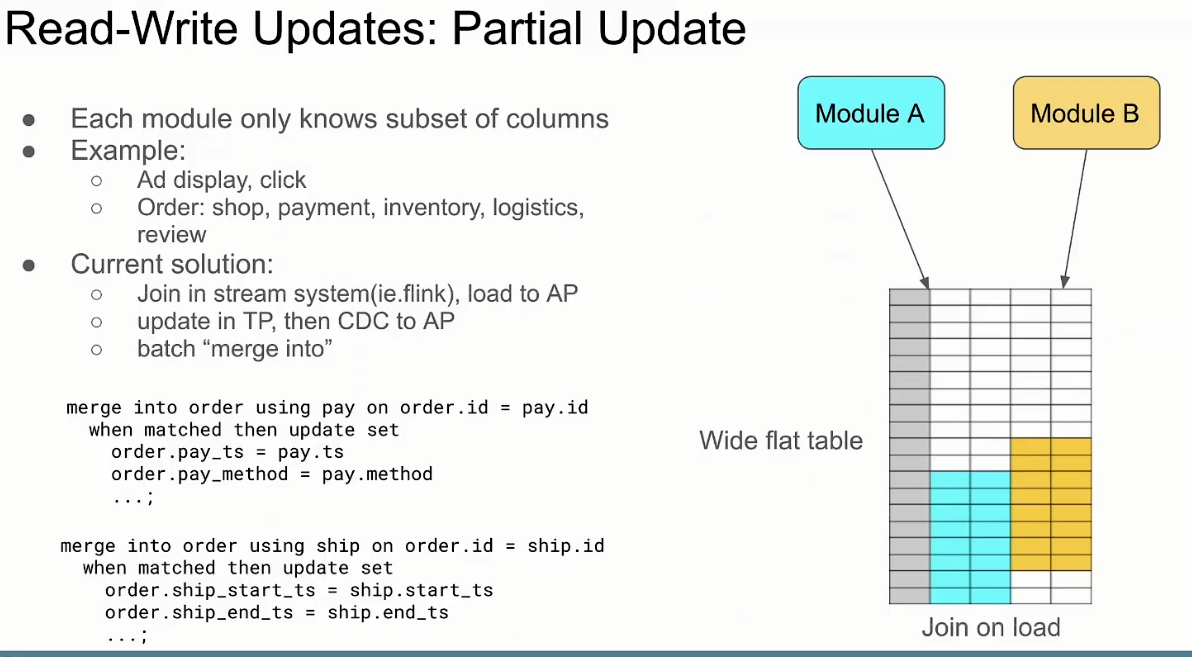 Read-Write Updates: Partial Update
● Each module only knows subset of columns
● Example:
○ Ad display, click
○ Order: shop, payment, inventory, logistics,
review
● Current solution:
○ Join in stream system(ie.flink), load to AP
○ update in TP, then CDC to AP
○ batch “merge into”
merge into order using pay on order.id = pay.id
when matched then update set
order.pay_ts = pay.ts
order.pay_method = pay.method
...;
merge into order using ship on order.id = ship.id
when matched then update set
order.ship_start_ts = ship.start_ts
order.ship_end_ts = ship.end_ts
...;
Module A
Module B
Wide flat table
Join on load